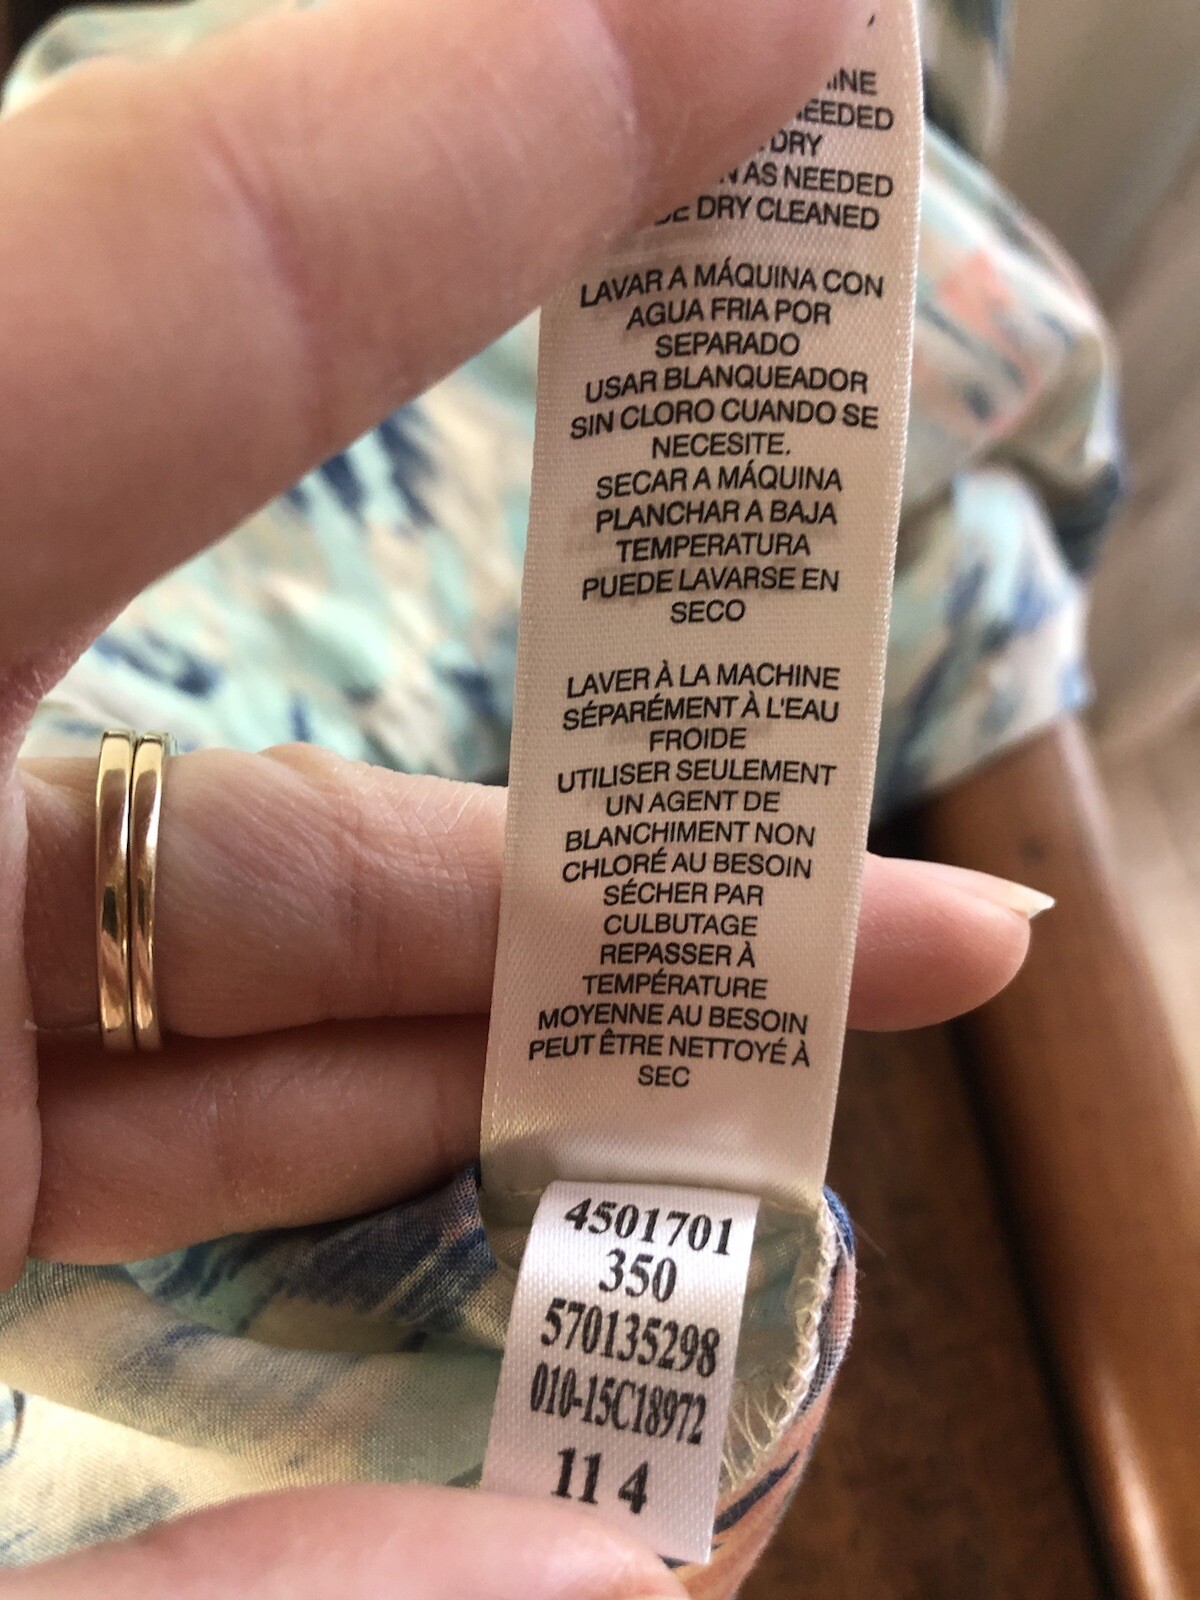 NEEDED
DRY
AS NEEDED
DRY CLEANED
LAVAR A MÁQUINA CON
AGUA FRIA POR
SEPARADO
USAR BLANQUEADOR
SIN CLORO CUANDO SE
NECESITE.
SECAR A MÁQUINA
PLANCHAR A BAJA
TEMPERATURA
PUEDE LAVARSE EN
SECO
LAVER À LA MACHINE
SÉPARÉMENT À L'EAU
FROIDE
UTILISER SEULEMENT
UN AGENT DE
BLANCHIMENT NON
CHLORÉ AU BESOIN
SÉCHER PAR
CULBUTAGE
REPASSER À
TEMPÉRATURE
MOYENNE AU BESOIN
PEUT ÊTRE NETTOYÉ À
SEC
4501701
350
570135298
010-15C18972
11 4